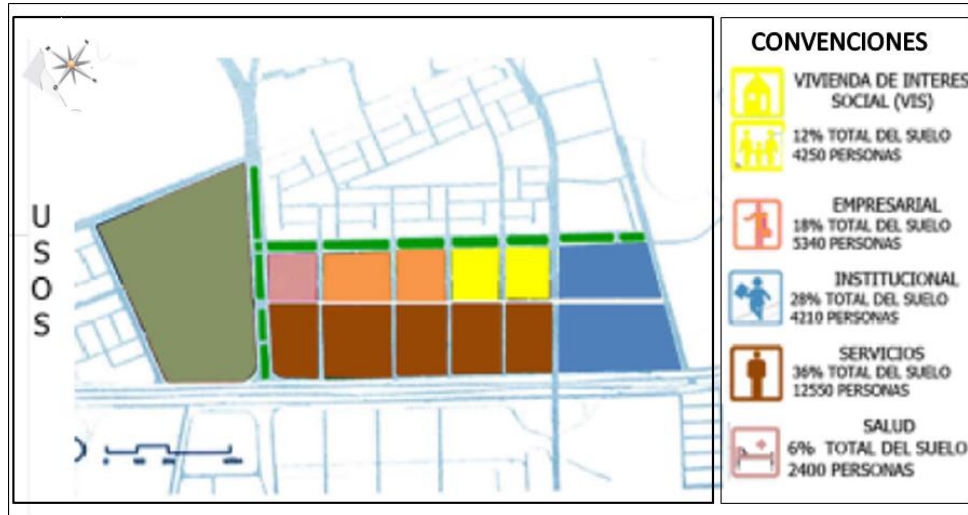 USOS
CONVENCIONES
VIVIENDA DE INTERES
SOCIAL (VIS)
12% TOTAL DEL SUELO
4250 PERSONAS
EMPRESARIAL
18% TOTAL DEL SUELO
5340 PERSONAS
INSTITUCIONAL
28% TOTAL DEL SUELO
4210 PERSONAS
SERVICIOS
36% TOTAL DEL SUELO
12550 PERSONAS
SALUD
6% TOTAL DEL SUELO
2400 PERSONAS